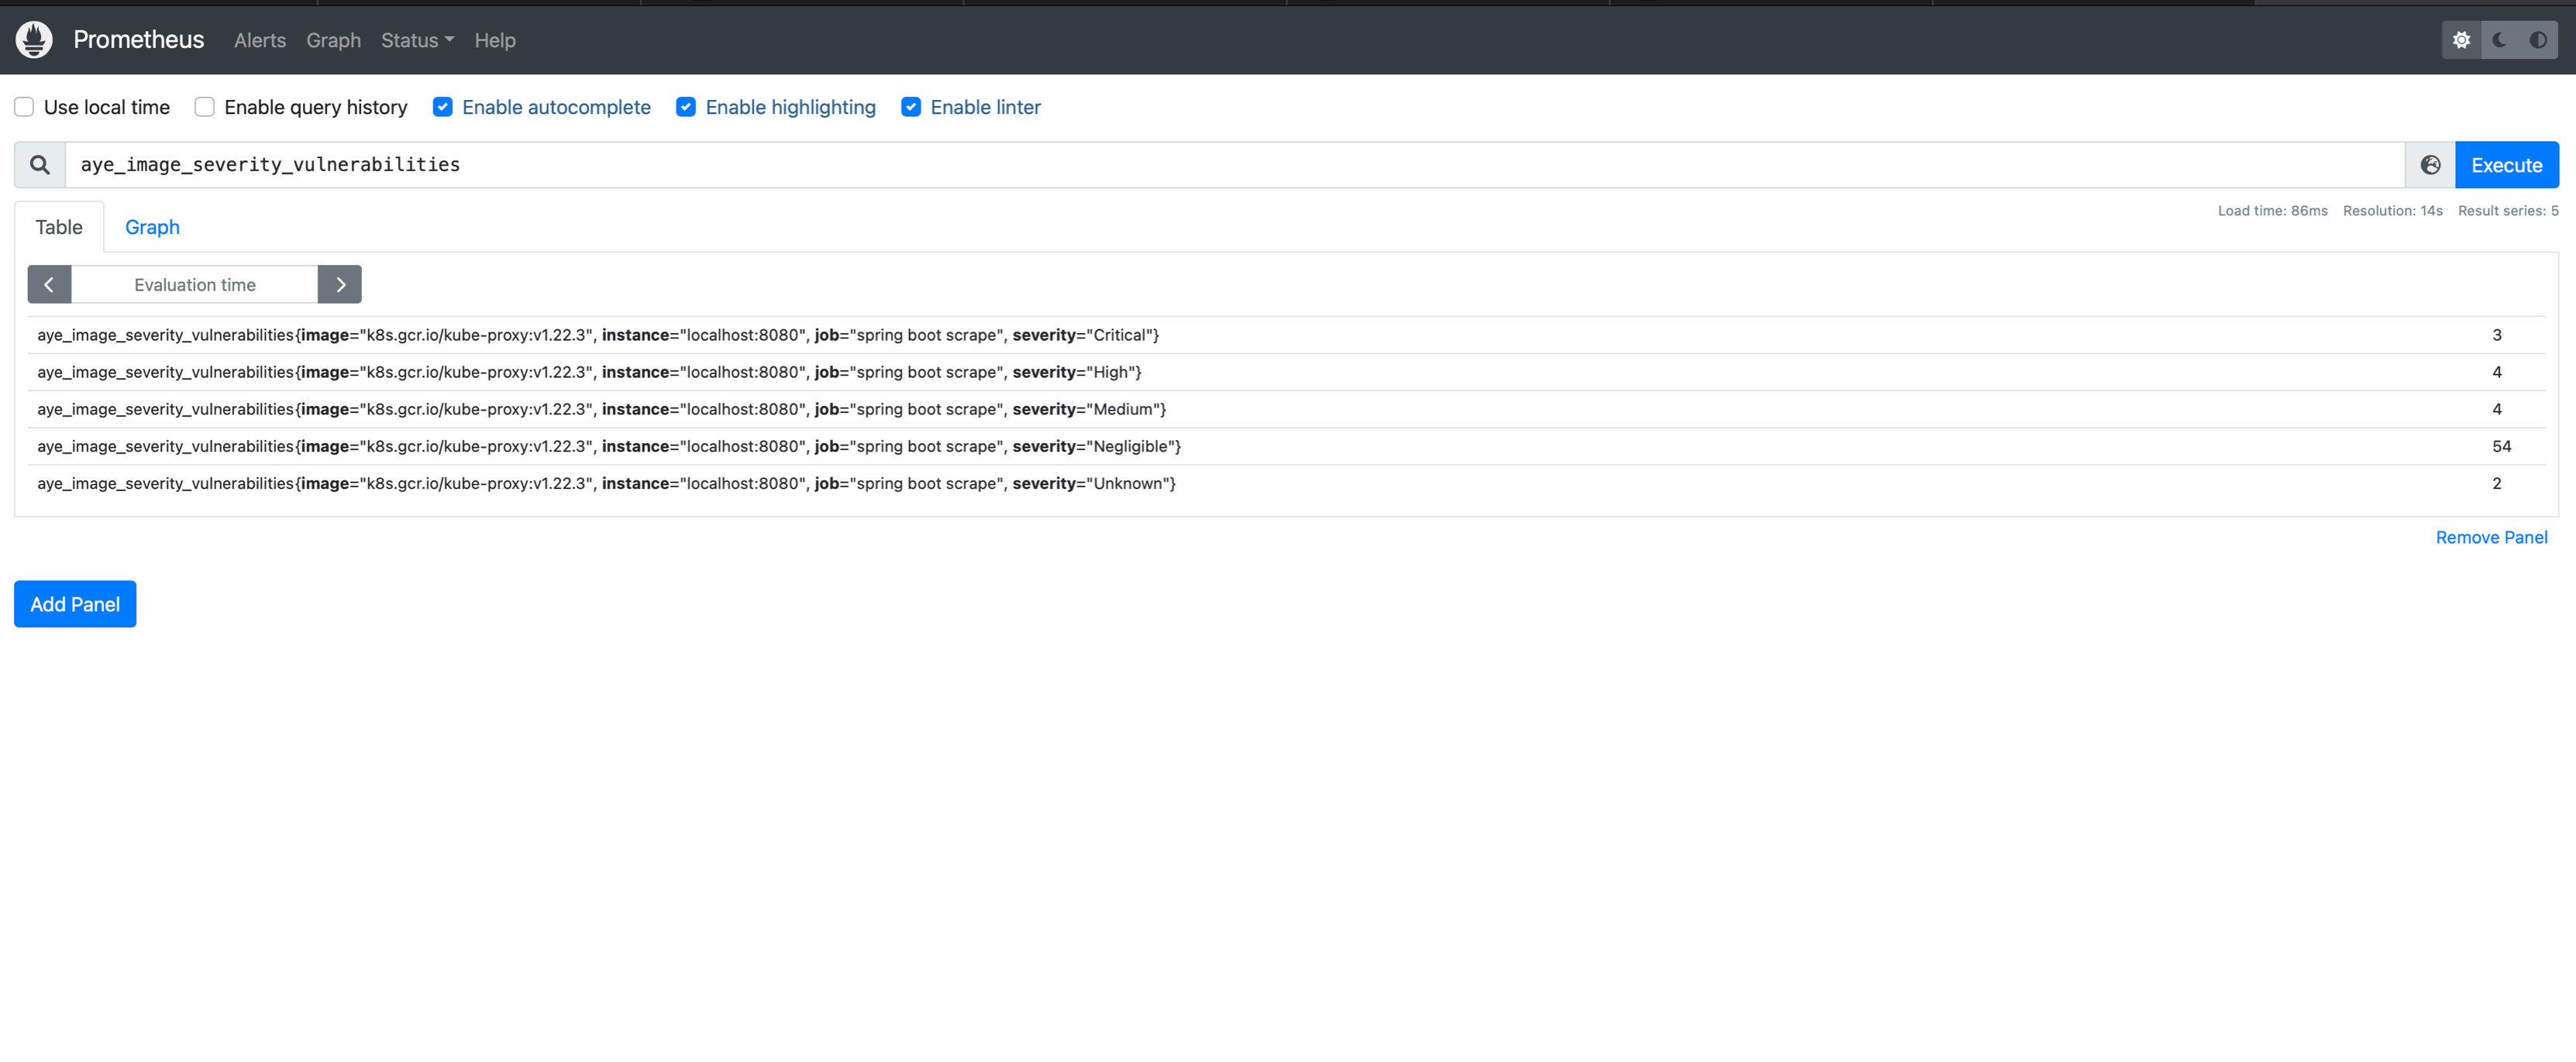 Prometheus Alerts Graph Status Help
Use local time Enable query history Enable autocomplete Enable highlighting Enable linter
aye_image_severity_vulnerabilities Execute
Table Graph Load time: 86ms Resolution: 14s Result series: 5
Evaluation time
aye_image_severity_vulnerabilities{image="k8s.gcr.io/kube-proxy:v1.22.3", instance="localhost:8080", job="spring boot scrape", severity="Critical"} 3
aye_image_severity_vulnerabilities{image="k8s.gcr.io/kube-proxy:v1.22.3", instance="localhost:8080", job="spring boot scrape", severity="High"} 4
aye_image_severity_vulnerabilities{image="k8s.gcr.io/kube-proxy:v1.22.3", instance="localhost:8080", job="spring boot scrape", severity="Medium"} 4
aye_image_severity_vulnerabilities{image="k8s.gcr.io/kube-proxy:v1.22.3", instance="localhost:8080", job="spring boot scrape", severity="Negligible"} 54
aye_image_severity_vulnerabilities{image="k8s.gcr.io/kube-proxy:v1.22.3", instance="localhost:8080", job="spring boot scrape", severity="Unknown"} 2
Remove Panel
Add Panel